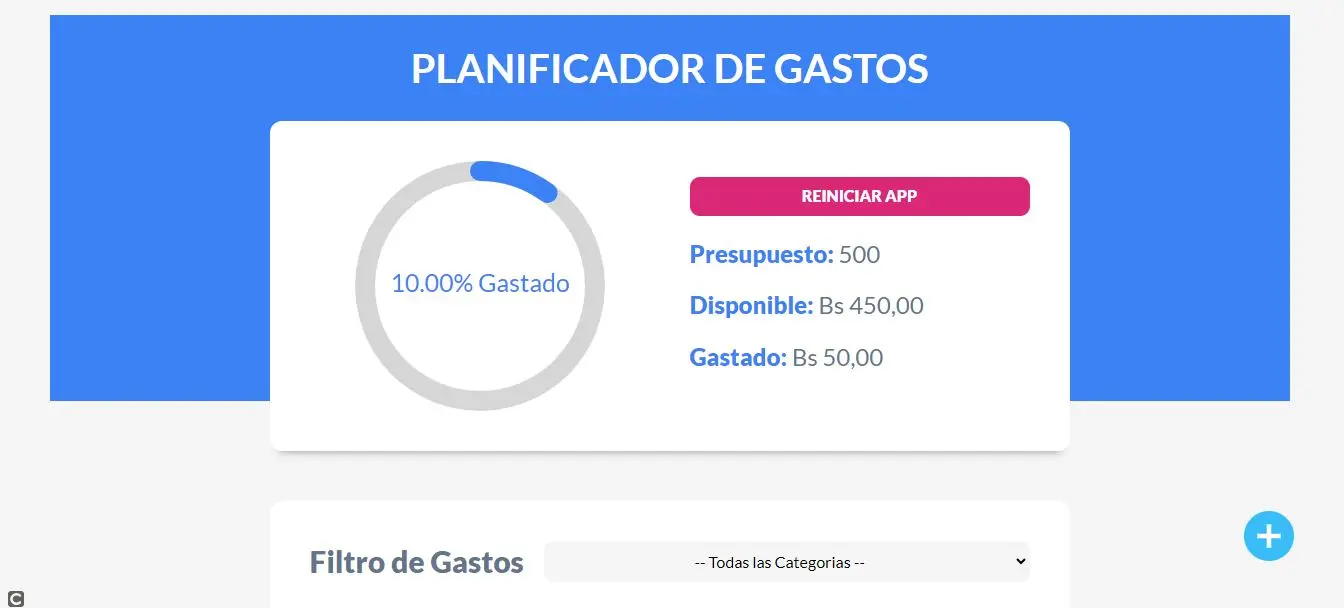 PLANIFICADOR DE GASTOS
10.00% Gastado
REINICIAR APP
Presupuesto: 500
Disponible: Bs 450,00
Gastado: Bs 50,00
Filtro de Gastos
-- Todas las Categorias --
C